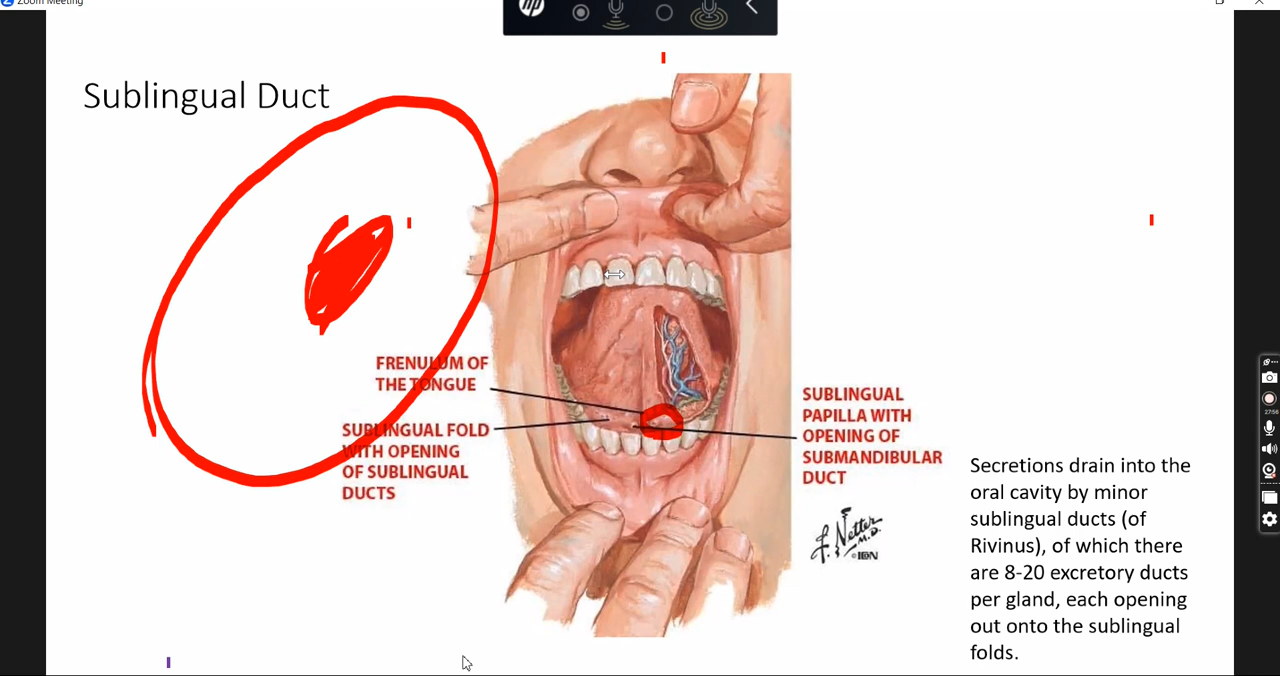 Zoom Meeting
hp
Sublingual Duct
FRENULUM OF
THE TONGUE
SUBLINGUAL FOLD
WITH OPENING
OF SUBLINGUAL
DUCTS
SUBLINGUAL
PAPILLA WITH
OPENING OF
SUBMANDIBULAR
DUCT
F. Netter
M.D.
Secretions drain into the
oral cavity by minor
sublingual ducts (of
Rivinus), of which there
are 8-20 excretory ducts
per gland, each opening
out onto the sublingual
folds.